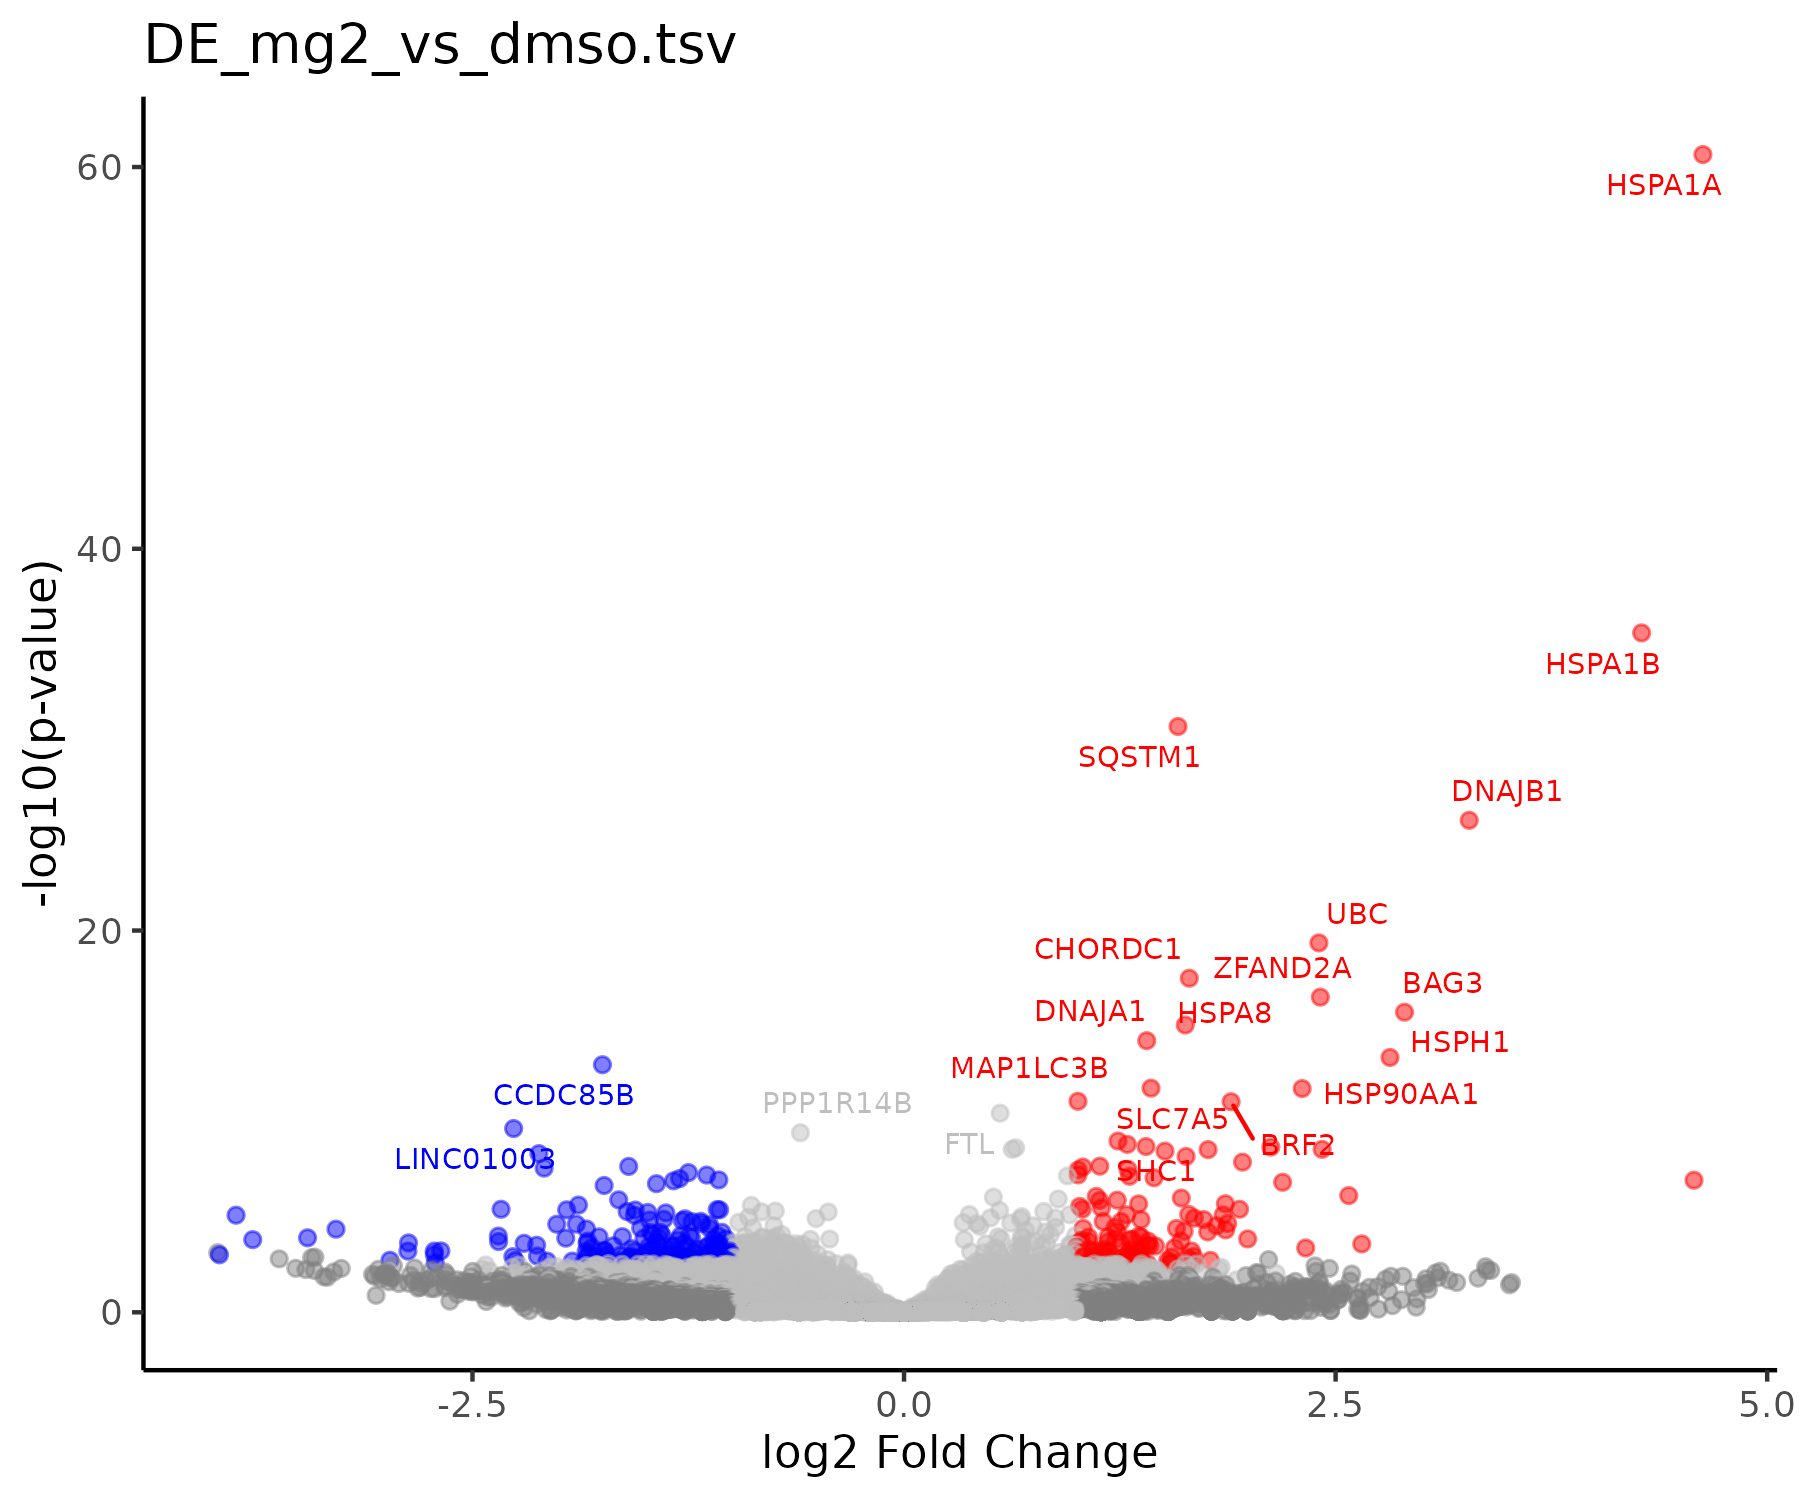 DE_mg2_vs_dmso.tsv
60
HSPA1A
40
HSPA1B
SQSTM1
DNAJB1
-log10(p-value)
20
UBC
CHORDC1
ZFAND2A
BAG3
DNAJA1
HSPA8
HSPH1
MAP1LC3B
CCDC85B
HSP90AA1
PPP1R14B
SLC7A5
FTL
BRF2
LINC01003
SHC1
0
-2.5
0.0
2.5
5.0
log2 Fold Change